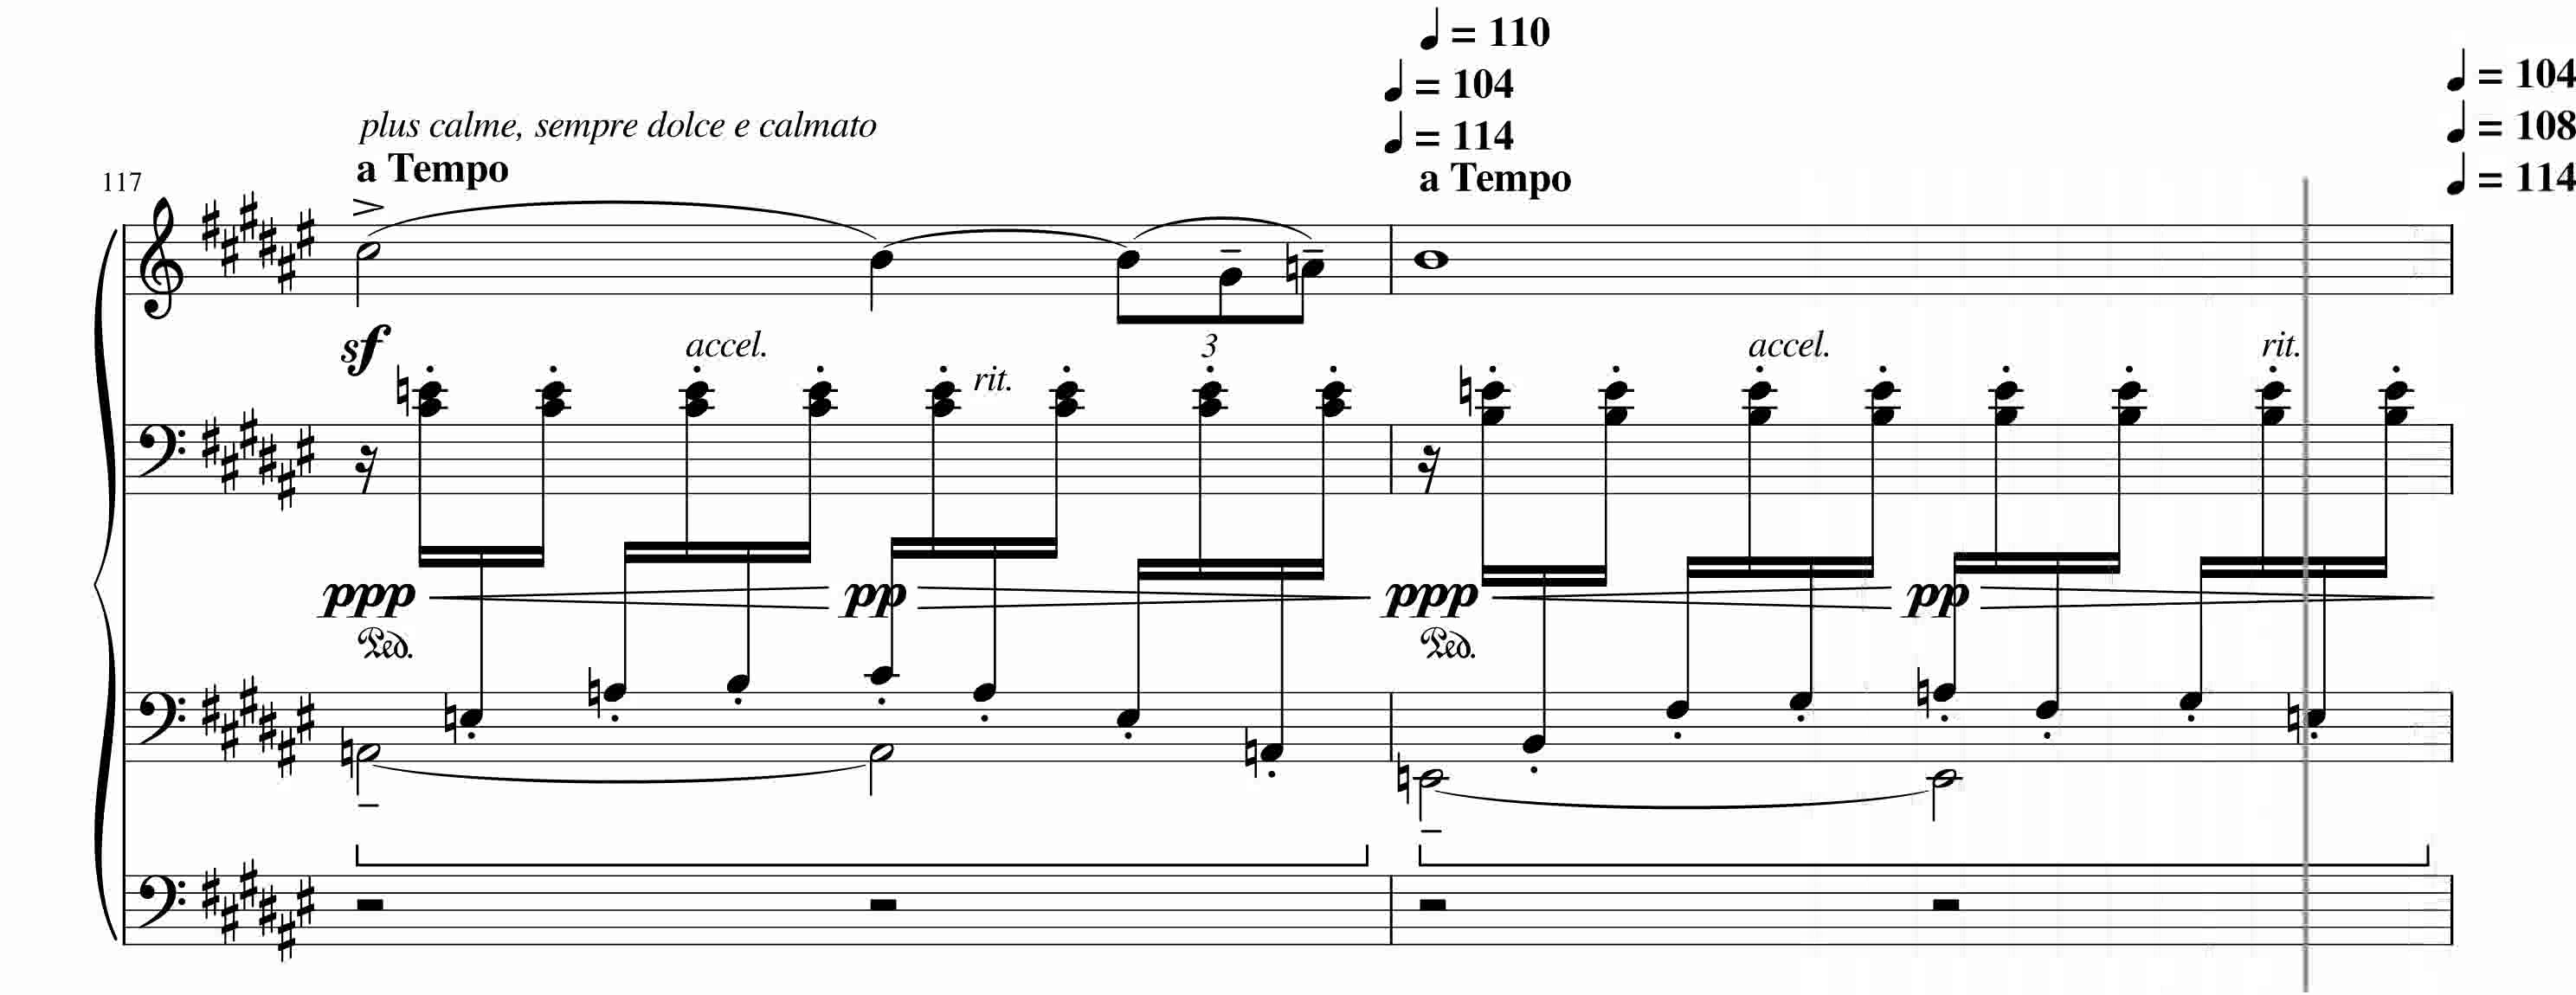 ♩ = 110
♩ = 104
♩ = 104
plus calme, sempre dolce e calmato
♩ = 114
♩ = 108
117
a Tempo
a Tempo
♩ = 114
sf
accel.
rit.
3
accel.
rit.
ppp
pp
ppp
pp
Ped.
Ped.